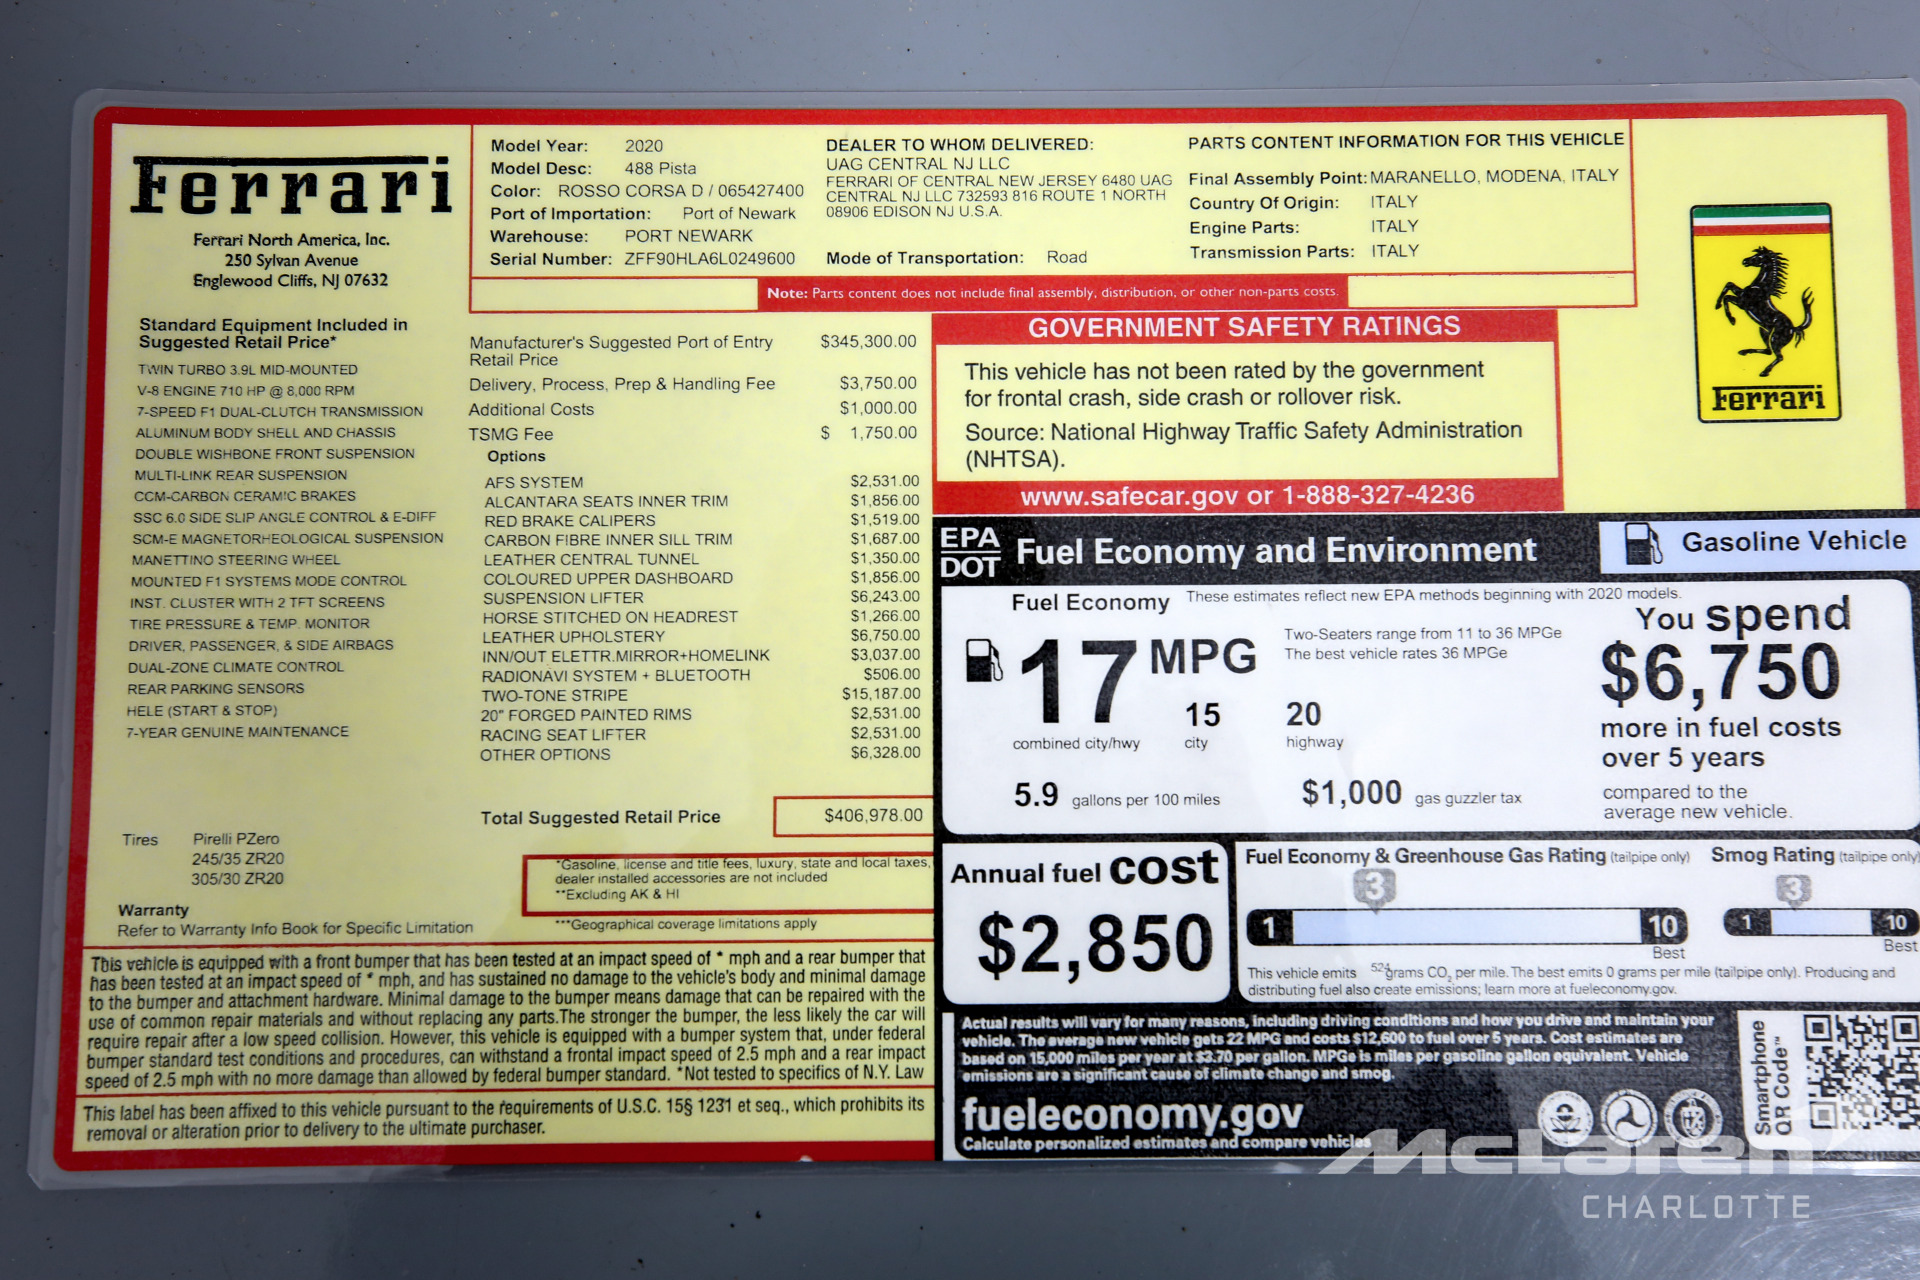 Ferrari
Ferrari North America, Inc.
250 Sylvan Avenue
Englewood Cliffs, NJ 07632
Standard Equipment Included in
Suggested Retail Price*
TWIN TURBO 3.9L MID-MOUNTED
V-8 ENGINE 710 HP @ 8,000 RPM
7-SPEED F1 DUAL-CLUTCH TRANSMISSION
ALUMINUM BODY SHELL AND CHASSIS
DOUBLE WISHBONE FRONT SUSPENSION
MULTI-LINK REAR SUSPENSION
CCM-CARBON CERAMIC BRAKES
SSC 6.0 SIDE SLIP ANGLE CONTROL & E-DIFF
SCM-E MAGNETORHEOLOGICAL SUSPENSION
MANETTINO STEERING WHEEL
MOUNTED F1 SYSTEMS MODE CONTROL
INST. CLUSTER WITH 2 TFT SCREENS
TIRE PRESSURE & TEMP. MONITOR
DRIVER, PASSENGER, & SIDE AIRBAGS
DUAL-ZONE CLIMATE CONTROL
REAR PARKING SENSORS
HELE (START & STOP)
7-YEAR GENUINE MAINTENANCE
Tires Pirelli PZero
245/35 ZR20
305/30 ZR20
Warranty
Refer to Warranty Info Book for Specific Limitation
Model Year: 2020
Model Desc: 488 Pista
Color: ROSSO CORSA D / 065427400
Port of Importation: Port of Newark
Warehouse: PORT NEWARK
Serial Number: ZFF90HLA6L0249600
DEALER TO WHOM DELIVERED:
UAG CENTRAL NJ LLC
FERRARI OF CENTRAL NEW JERSEY 6480 UAG
CENTRAL NJ LLC 732593 816 ROUTE 1 NORTH
08906 EDISON NJ U.S.A.
Mode of Transportation: Road
PARTS CONTENT INFORMATION FOR THIS VEHICLE
Final Assembly Point: MARANELLO, MODENA, ITALY
Country Of Origin: ITALY
Engine Parts: ITALY
Transmission Parts: ITALY
Note: Parts content does not include final assembly, distribution, or other non-parts costs.
Manufacturer's Suggested Port of Entry $345,300.00
Retail Price
Delivery, Process, Prep & Handling Fee $3,750.00
Additional Costs $1,000.00
TSMG Fee $ 1,750.00
Options
AFS SYSTEM $2,531.00
ALCANTARA SEATS INNER TRIM $1,856.00
RED BRAKE CALIPERS $1,519.00
CARBON FIBRE INNER SILL TRIM $1,687.00
LEATHER CENTRAL TUNNEL $1,350.00
COLOURED UPPER DASHBOARD $1,856.00
SUSPENSION LIFTER $6,243.00
HORSE STITCHED ON HEADREST $1,266.00
LEATHER UPHOLSTERY $6,750.00
INN/OUT ELETTR.MIRROR+HOMELINK $3,037.00
RADIONAVI SYSTEM + BLUETOOTH $506.00
TWO-TONE STRIPE $15,187.00
20" FORGED PAINTED RIMS $2,531.00
RACING SEAT LIFTER $2,531.00
OTHER OPTIONS $6,328.00
Total Suggested Retail Price $406,978.00
*Gasoline, license and title fees, luxury, state and local taxes,
dealer installed accessories are not included
**Excluding AK & HI
***Geographical coverage limitations apply
This vehicle is equipped with a front bumper that has been tested at an impact speed of * mph and a rear bumper that
has been tested at an impact speed of * mph, and has sustained no damage to the vehicle's body and minimal damage
to the bumper and attachment hardware. Minimal damage to the bumper means damage that can be repaired with the
use of common repair materials and without replacing any parts.The stronger the bumper, the less likely the car will
require repair after a low speed collision. However, this vehicle is equipped with a bumper system that, under federal
bumper standard test conditions and procedures, can withstand a frontal impact speed of 2.5 mph and a rear impact
speed of 2.5 mph with no more damage than allowed by federal bumper standard. *Not tested to specifics of N.Y. Law
This label has been affixed to this vehicle pursuant to the requirements of U.S.C. 15§ 1231 et seq., which prohibits its
removal or alteration prior to delivery to the ultimate purchaser.
GOVERNMENT SAFETY RATINGS
This vehicle has not been rated by the government
for frontal crash, side crash or rollover risk.
Source: National Highway Traffic Safety Administration
(NHTSA).
www.safecar.gov or 1-888-327-4236
Ferrari
EPA
DOT
Fuel Economy and Environment
Gasoline Vehicle
Fuel Economy
These estimates reflect new EPA methods beginning with 2020 models.
17 MPG
Two-Seaters range from 11 to 36 MPGe
The best vehicle rates 36 MPGe
15 20
combined city/hwy city highway
5.9 gallons per 100 miles
$1,000 gas guzzler tax
You spend
$6,750
more in fuel costs
over 5 years
compared to the
average new vehicle.
Annual fuel cost
$2,850
Fuel Economy & Greenhouse Gas Rating (tailpipe only)
3
1 10
Best
Smog Rating (tailpipe only)
3
1 10
Best
This vehicle emits 524 grams CO2 per mile. The best emits 0 grams per mile (tailpipe only). Producing and
distributing fuel also create emissions; learn more at fueleconomy.gov.
Actual results will vary for many reasons, including driving conditions and how you drive and maintain your
vehicle. The average new vehicle gets 22 MPG and costs $12,600 to fuel over 5 years. Cost estimates are
based on 15,000 miles per year at $3.70 per gallon. MPGe is miles per gasoline gallon equivalent. Vehicle
emissions are a significant cause of climate change and smog.
fueleconomy.gov
Calculate personalized estimates and compare vehicles
Smartphone
QR Code™
McLaren
CHARLOTTE